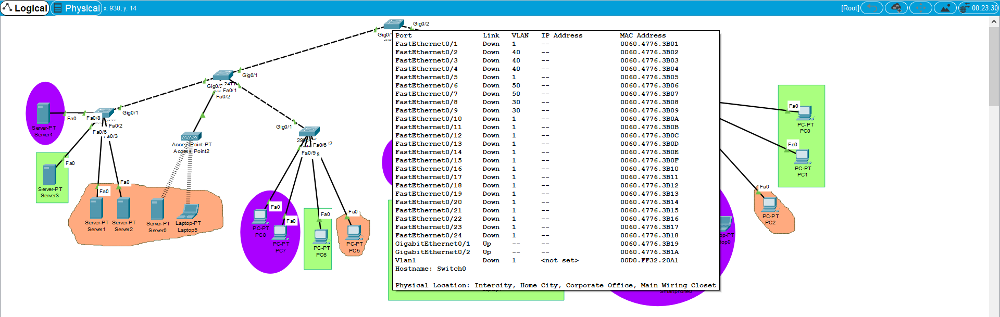 Logical
Physical
x: 938, y: 14
[Root]
00:23:30
Gig0/2
Gig0/1
Port Link VLAN IP Address MAC Address
FastEthernet0/1 Down 1 -- 0060.4776.3B01
FastEthernet0/2 Down 40 -- 0060.4776.3B02
FastEthernet0/3 Down 40 -- 0060.4776.3B03
FastEthernet0/4 Down 40 -- 0060.4776.3B04
FastEthernet0/5 Down 1 -- 0060.4776.3B05
FastEthernet0/6 Down 50 -- 0060.4776.3B06
FastEthernet0/7 Down 50 -- 0060.4776.3B07
FastEthernet0/8 Down 30 -- 0060.4776.3B08
FastEthernet0/9 Down 30 -- 0060.4776.3B09
FastEthernet0/10 Down 1 -- 0060.4776.3B0A
FastEthernet0/11 Down 1 -- 0060.4776.3B0B
FastEthernet0/12 Down 1 -- 0060.4776.3B0C
FastEthernet0/13 Down 1 -- 0060.4776.3B0D
FastEthernet0/14 Down 1 -- 0060.4776.3B0E
FastEthernet0/15 Down 1 -- 0060.4776.3B0F
FastEthernet0/16 Down 1 -- 0060.4776.3B10
FastEthernet0/17 Down 1 -- 0060.4776.3B11
FastEthernet0/18 Down 1 -- 0060.4776.3B12
FastEthernet0/19 Down 1 -- 0060.4776.3B13
FastEthernet0/20 Down 1 -- 0060.4776.3B14
FastEthernet0/21 Down 1 -- 0060.4776.3B15
FastEthernet0/22 Down 1 -- 0060.4776.3B16
FastEthernet0/23 Down 1 -- 0060.4776.3B17
FastEthernet0/24 Down 1 -- 0060.4776.3B18
GigabitEthernet0/1 Up -- -- 0060.4776.3B19
GigabitEthernet0/2 Up -- -- 0060.4776.3B1A
Vlan1 Down 1 <not set> 00D0.FF32.20A1
Hostname: Switch0
Physical Location: Intercity, Home City, Corporate Office, Main Wiring Closet
Gig0/1
Gig0/2
Fa0/1
Fa0/2
Gig0/1
Fa0/8
Fa0/2
Fa0/6
Fa0/3
Fa0
Server-PT
Server4
Fa0
Server-PT
Server3
Fa0
Fa0
Server-PT
Server1
Server-PT
Server2
Server-PT
Server0
Laptop-PT
Laptop5
AccessPoint-PT
Access Point2
Gig0/1
Fa0/6
Fa0/9
Fa0
PC-PT
PC8
Fa0
PC-PT
PC7
Fa0
PC-PT
PC6
Fa0
PC-PT
PC5
Fa0
PC-PT
PC0
Fa0
PC-PT
PC1
Fa0
PC-PT
PC2
Smartphone0